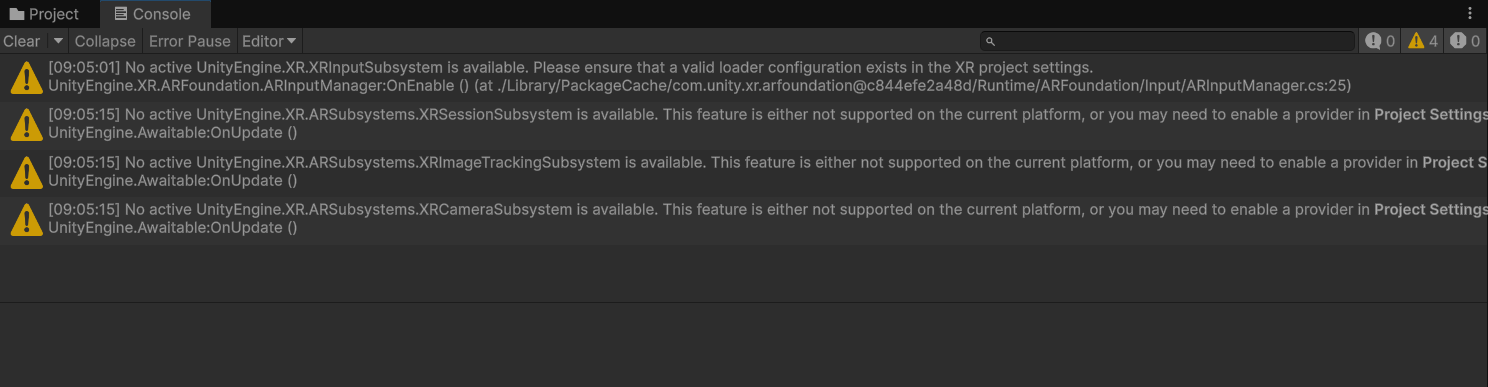 Project Console
Clear Collapse Error Pause Editor 0 4 0
[09:05:01] No active UnityEngine.XR.XRInputSubsystem is available. Please ensure that a valid loader configuration exists in the XR project settings.
UnityEngine.XR.ARFoundation.ARInputManager:OnEnable () (at ./Library/PackageCache/com.unity.xr.arfoundation@c844efe2a48d/Runtime/ARFoundation/Input/ARInputManager.cs:25)
[09:05:15] No active UnityEngine.XR.ARSubsystems.XRSessionSubsystem is available. This feature is either not supported on the current platform, or you may need to enable a provider in Project Settings
UnityEngine.Awaitable:OnUpdate ()
[09:05:15] No active UnityEngine.XR.ARSubsystems.XRImageTrackingSubsystem is available. This feature is either not supported on the current platform, or you may need to enable a provider in Project S
UnityEngine.Awaitable:OnUpdate ()
[09:05:15] No active UnityEngine.XR.ARSubsystems.XRCameraSubsystem is available. This feature is either not supported on the current platform, or you may need to enable a provider in Project Settings
UnityEngine.Awaitable:OnUpdate ()